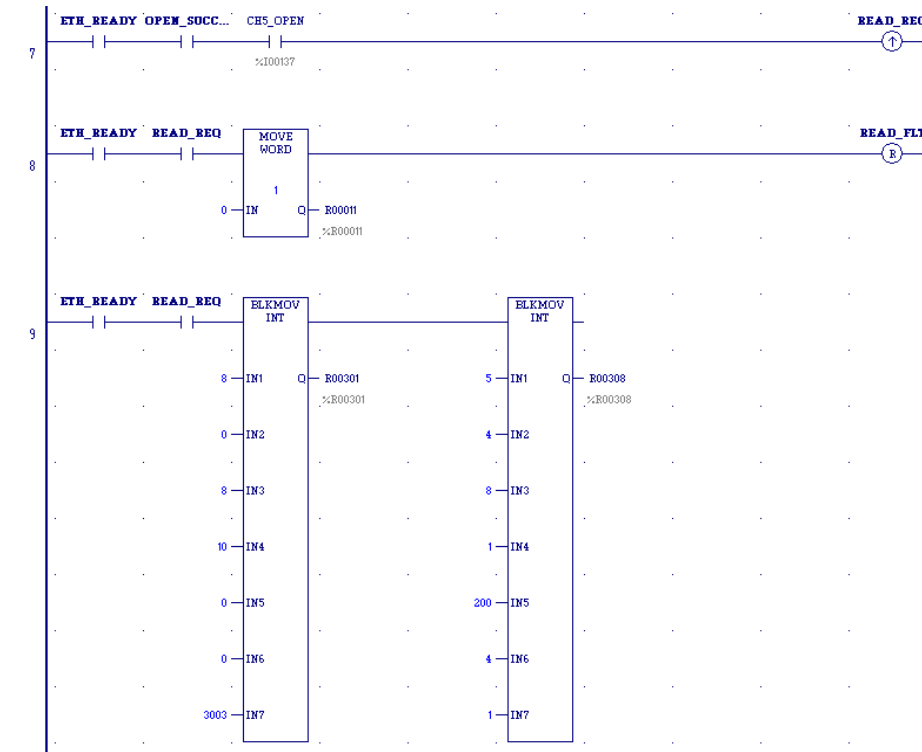 ETH_READY OPEN_SUCC... CH5_OPEN READ_REQ
7
%I00137
ETH_READY READ_REQ MOVE WORD READ_FLT
8
R
1
0 IN Q R00011
%R00011
ETH_READY READ_REQ BLKMOV INT BLKMOV INT
9
8 IN1 Q R00301 5 IN1 Q R00308
%R00301 %R00308
0 IN2 4 IN2
8 IN3 8 IN3
10 IN4 1 IN4
0 IN5 200 IN5
0 IN6 4 IN6
3003 IN7 1 IN7